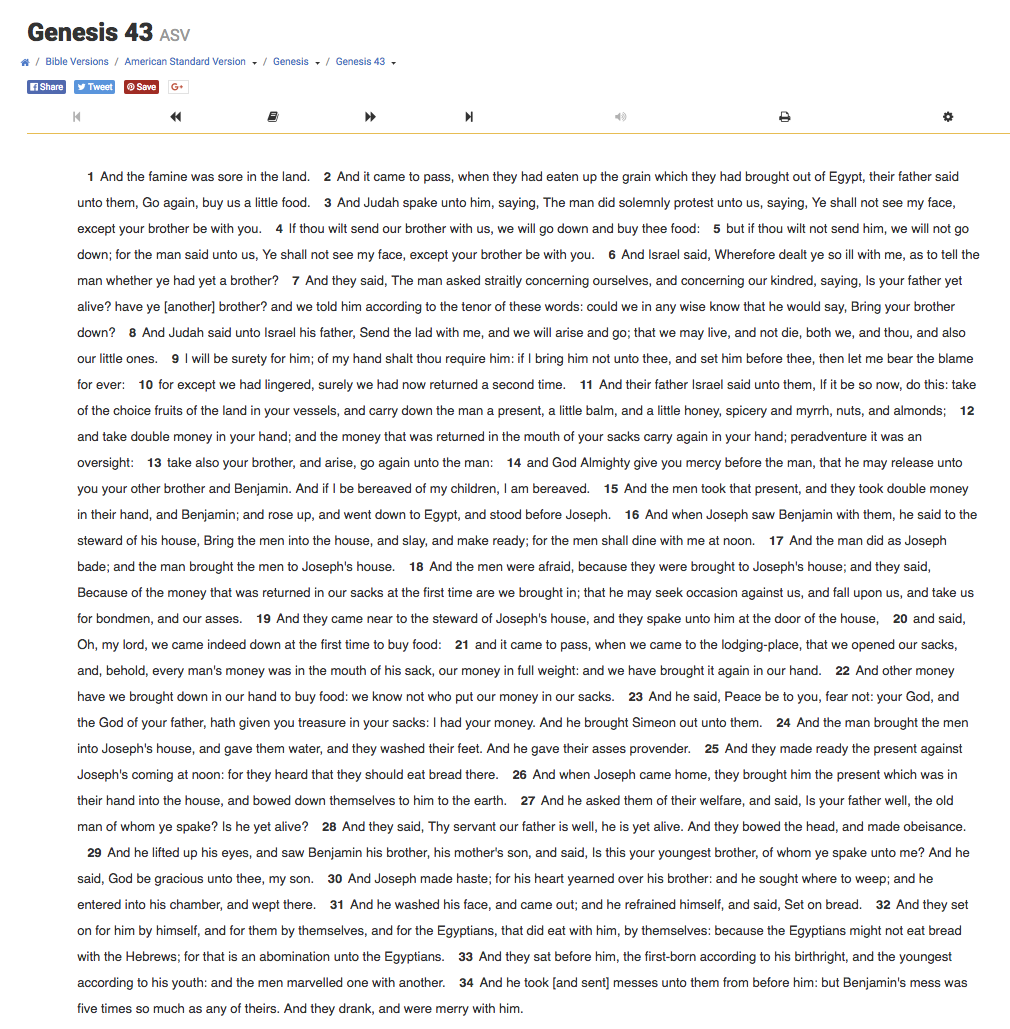 Genesis 43 ASV
/ Bible Versions / American Standard Version / Genesis / Genesis 43
Share Tweet Save G+
1 And the famine was sore in the land. 2 And it came to pass, when they had eaten up the grain which they had brought out of Egypt, their father said
unto them, Go again, buy us a little food. 3 And Judah spake unto him, saying, The man did solemnly protest unto us, saying, Ye shall not see my face,
except your brother be with you. 4 If thou wilt send our brother with us, we will go down and buy thee food: 5 but if thou wilt not send him, we will not go
down; for the man said unto us, Ye shall not see my face, except your brother be with you. 6 And Israel said, Wherefore dealt ye so ill with me, as to tell the
man whether ye had yet a brother? 7 And they said, The man asked straitly concerning ourselves, and concerning our kindred, saying, Is your father yet
alive? have ye [another] brother? and we told him according to the tenor of these words: could we in any wise know that he would say, Bring your brother
down? 8 And Judah said unto Israel his father, Send the lad with me, and we will arise and go; that we may live, and not die, both we, and thou, and also
our little ones. 9 I will be surety for him; of my hand shalt thou require him: if I bring him not unto thee, and set him before thee, then let me bear the blame
for ever: 10 for except we had lingered, surely we had now returned a second time. 11 And their father Israel said unto them, If it be so now, do this: take
of the choice fruits of the land in your vessels, and carry down the man a present, a little balm, and a little honey, spicery and myrrh, nuts, and almonds; 12
and take double money in your hand; and the money that was returned in the mouth of your sacks carry again in your hand; peradventure it was an
oversight: 13 take also your brother, and arise, go again unto the man: 14 and God Almighty give you mercy before the man, that he may release unto
you your other brother and Benjamin. And if I be bereaved of my children, I am bereaved. 15 And the men took that present, and they took double money
in their hand, and Benjamin; and rose up, and went down to Egypt, and stood before Joseph. 16 And when Joseph saw Benjamin with them, he said to the
steward of his house, Bring the men into the house, and slay, and make ready; for the men shall dine with me at noon. 17 And the man did as Joseph
bade; and the man brought the men to Joseph's house. 18 And the men were afraid, because they were brought to Joseph's house; and they said,
Because of the money that was returned in our sacks at the first time are we brought in; that he may seek occasion against us, and fall upon us, and take us
for bondmen, and our asses. 19 And they came near to the steward of Joseph's house, and they spake unto him at the door of the house, 20 and said,
Oh, my lord, we came indeed down at the first time to buy food: 21 and it came to pass, when we came to the lodging-place, that we opened our sacks,
and, behold, every man's money was in the mouth of his sack, our money in full weight: and we have brought it again in our hand. 22 And other money
have we brought down in our hand to buy food: we know not who put our money in our sacks. 23 And he said, Peace be to you, fear not: your God, and
the God of your father, hath given you treasure in your sacks: I had your money. And he brought Simeon out unto them. 24 And the man brought the men
into Joseph's house, and gave them water, and they washed their feet. And he gave their asses provender. 25 And they made ready the present against
Joseph's coming at noon: for they heard that they should eat bread there. 26 And when Joseph came home, they brought him the present which was in
their hand into the house, and bowed down themselves to him to the earth. 27 And he asked them of their welfare, and said, Is your father well, the old
man of whom ye spake? Is he yet alive? 28 And they said, Thy servant our father is well, he is yet alive. And they bowed the head, and made obeisance.
29 And he lifted up his eyes, and saw Benjamin his brother, his mother's son, and said, Is this your youngest brother, of whom ye spake unto me? And he
said, God be gracious unto thee, my son. 30 And Joseph made haste; for his heart yearned over his brother: and he sought where to weep; and he
entered into his chamber, and wept there. 31 And he washed his face, and came out; and he refrained himself, and said, Set on bread. 32 And they set
on for him by himself, and for them by themselves, and for the Egyptians, that did eat with him, by themselves: because the Egyptians might not eat bread
with the Hebrews; for that is an abomination unto the Egyptians. 33 And they sat before him, the first-born according to his birthright, and the youngest
according to his youth: and the men marvelled one with another. 34 And he took [and sent] messes unto them from before him: but Benjamin's mess was
five times so much as any of theirs. And they drank, and were merry with him.